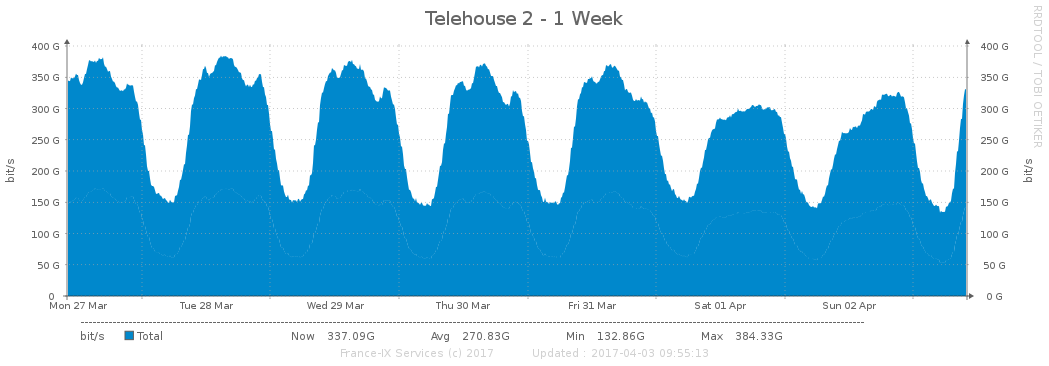 Telehouse 2 - 1 Week
RRDTOOL / TOBI OETIKER
400 G 400 G
350 G 350 G
300 G 300 G
250 G 250 G
200 G 200 G
150 G 150 G
100 G 100 G
50 G 50 G
0 0 G
bit/s bit/s
Mon 27 Mar Tue 28 Mar Wed 29 Mar Thu 30 Mar Fri 31 Mar Sat 01 Apr Sun 02 Apr
bit/s Total Now 337.09G Avg 270.83G Min 132.86G Max 384.33G
France-IX Services (c) 2017 Updated : 2017-04-03 09:55:13